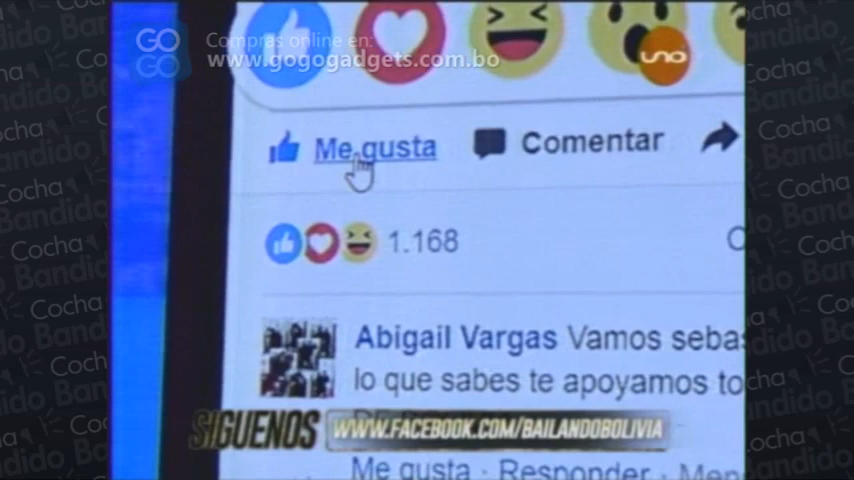 GO
GO
Compras online en:
www.gogogadgets.com.bo
UNO
Me gusta
Comentar
1.168
Abigail Vargas Vamos sebas
lo que sabes te apoyamos to
SIGUENOS
WWW.FACEBOOK.COM/BAILANDOBOLIVIA
Me gusta · Responder · Men
Cocha
Bandido